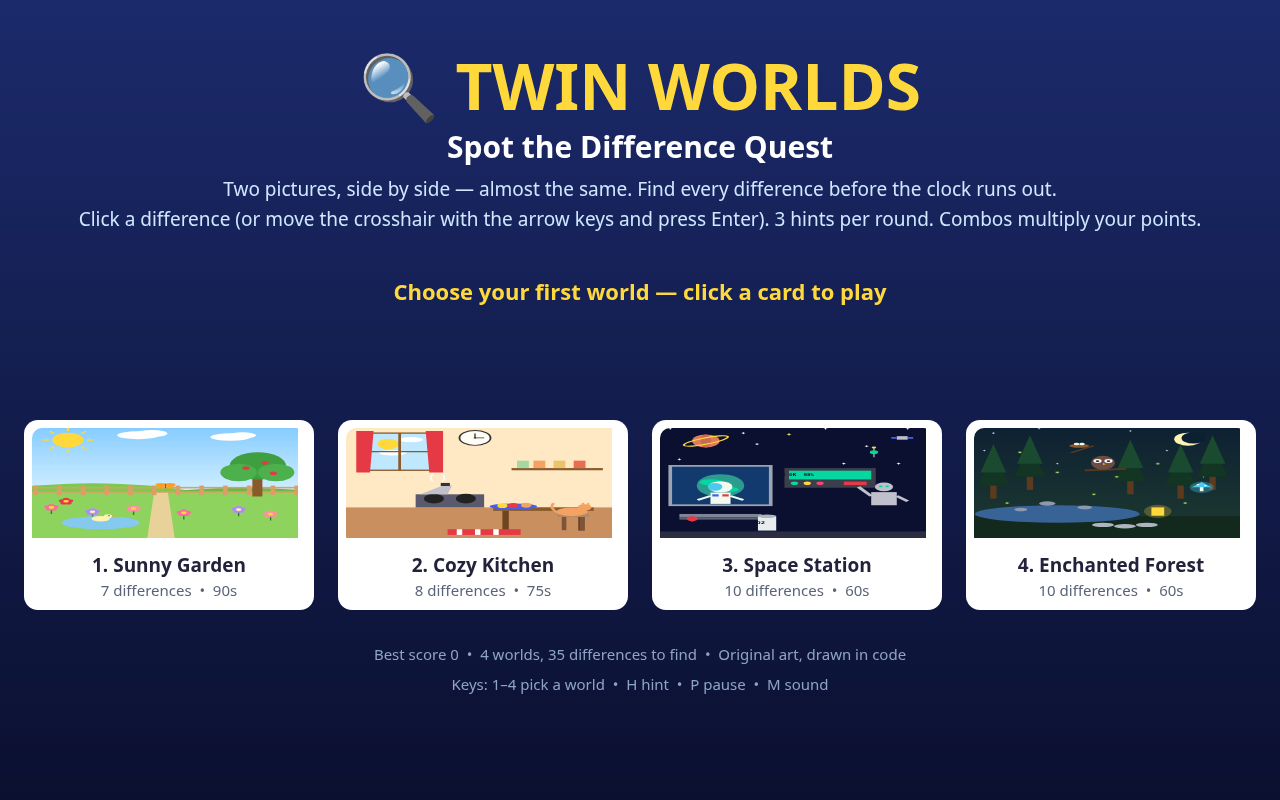 TWIN WORLDS
Spot the Difference Quest
Two pictures, side by side — almost the same. Find every difference before the clock runs out.
Click a difference (or move the crosshair with the arrow keys and press Enter). 3 hints per round. Combos multiply your points.
Choose your first world — click a card to play
1. Sunny Garden
7 differences • 90s
2. Cozy Kitchen
8 differences • 75s
3. Space Station
10 differences • 60s
4. Enchanted Forest
10 differences • 60s
Best score 0 • 4 worlds, 35 differences to find • Original art, drawn in code
Keys: 1–4 pick a world • H hint • P pause • M sound